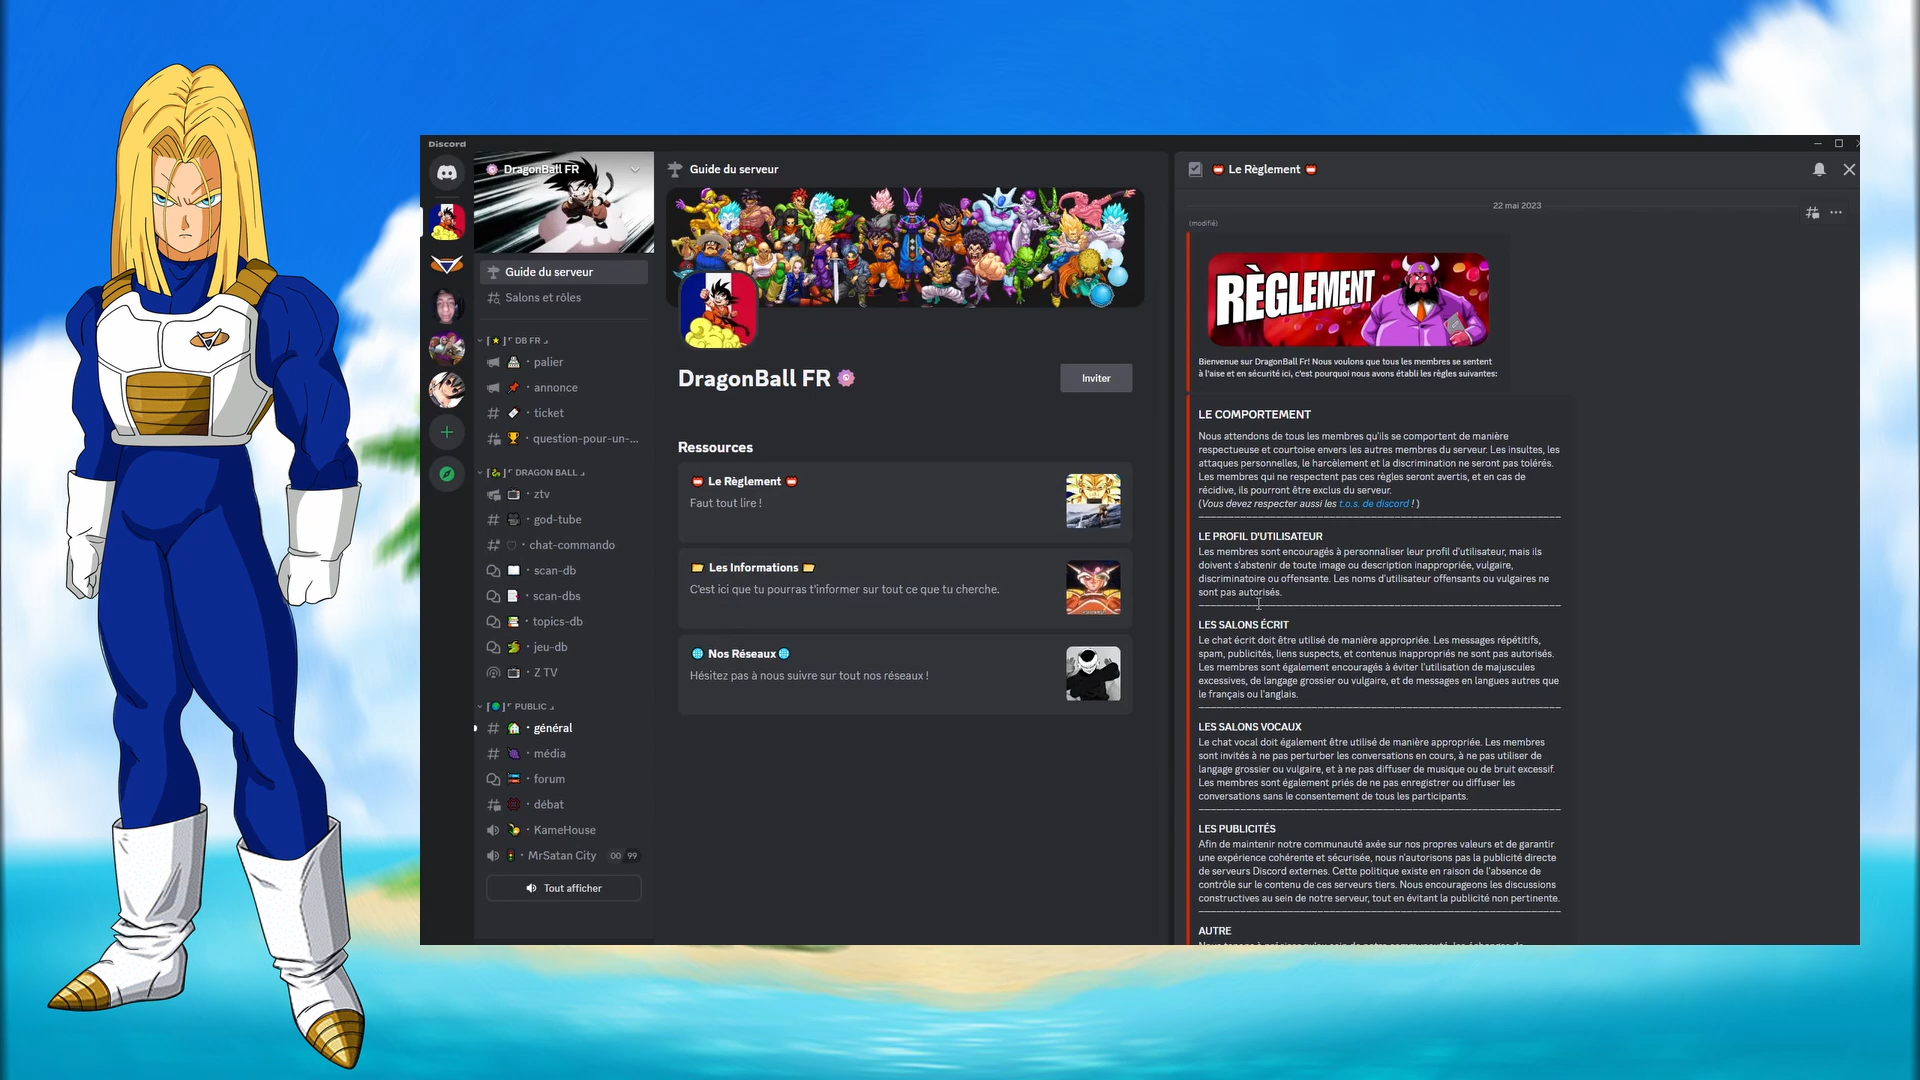 Discord
DragonBall FR
Guide du serveur
Salons et rôles
DB FR
palier
annonce
ticket
question-pour-un-...
DRAGON BALL
ztv
god-tube
chat-commando
scan-db
scan-dbs
topics-db
jeu-db
Z TV
PUBLIC
général
média
forum
débat
KameHouse
MrSatan City 00 99
Tout afficher
Guide du serveur
DragonBall FR
Inviter
Ressources
Le Règlement
Faut tout lire !
Les Informations
C'est ici que tu pourras t'informer sur tout ce que tu cherche.
Nos Réseaux
Hésitez pas à nous suivre sur tout nos réseaux !
Le Règlement
22 mai 2023
(modifié)
RÈGLEMENT
Bienvenue sur DragonBall Fr! Nous voulons que tous les membres se sentent
à l'aise et en sécurité ici, c'est pourquoi nous avons établi les règles suivantes:
LE COMPORTEMENT
Nous attendons de tous les membres qu'ils se comportent de manière
respectueuse et courtoise envers les autres membres du serveur. Les insultes, les
attaques personnelles, le harcèlement et la discrimination ne seront pas tolérés.
Les membres qui ne respectent pas ces règles seront avertis, et en cas de
récidive, ils pourront être exclus du serveur.
(Vous devez respecter aussi les t.o.s. de discord ! )
LE PROFIL D'UTILISATEUR
Les membres sont encouragés à personnaliser leur profil d'utilisateur, mais ils
doivent s'abstenir de toute image ou description inappropriée, vulgaire,
discriminatoire ou offensante. Les noms d'utilisateur offensants ou vulgaires ne
sont pas autorisés.
LES SALONS ÉCRIT
Le chat écrit doit être utilisé de manière appropriée. Les messages répétitifs,
spam, publicités, liens suspects, et contenus inappropriés ne sont pas autorisés.
Les membres sont également encouragés à éviter l'utilisation de majuscules
excessives, de langage grossier ou vulgaire, et de messages en langues autres que
le français ou l'anglais.
LES SALONS VOCAUX
Le chat vocal doit également être utilisé de manière appropriée. Les membres
sont invités à ne pas perturber les conversations en cours, à ne pas utiliser de
langage grossier ou vulgaire, et à ne pas diffuser de musique ou de bruit excessif.
Les membres sont également priés de ne pas enregistrer ou diffuser les
conversations sans le consentement de tous les participants.
LES PUBLICITÉS
Afin de maintenir notre communauté axée sur nos propres valeurs et de garantir
une expérience cohérente et sécurisée, nous n'autorisons pas la publicité directe
de serveurs Discord externes. Cette politique existe en raison de l'absence de
contrôle sur le contenu de ces serveurs tiers. Nous encourageons les discussions
constructives au sein de notre serveur, tout en évitant la publicité non pertinente.
AUTRE